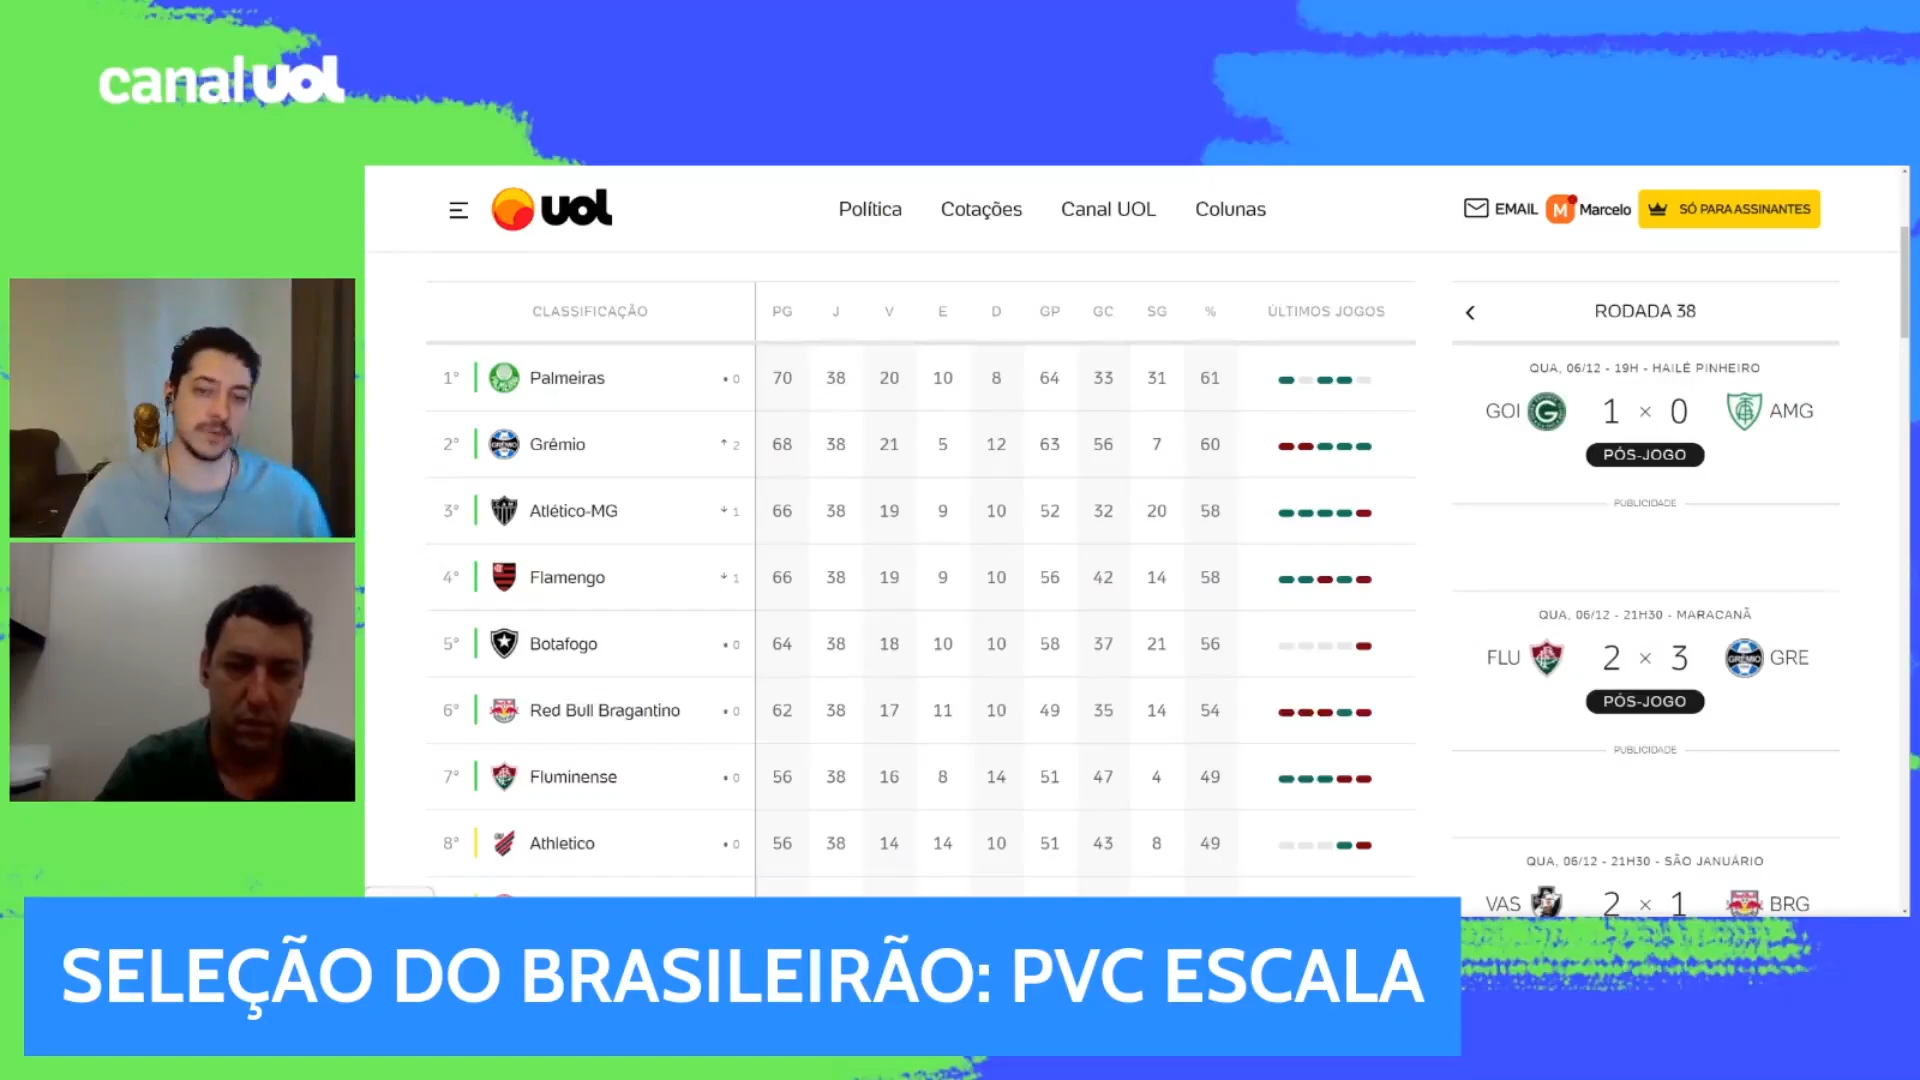 canal uol
uol
Política Cotações Canal UOL Colunas
EMAIL M Marcelo SÓ PARA ASSINANTES
CLASSIFICAÇÃO PG J V E D GP GC SG % ÚLTIMOS JOGOS
1º Palmeiras 0 70 38 20 10 8 64 33 31 61
2º Grêmio 2 68 38 21 5 12 63 56 7 60
3º Atlético-MG 1 66 38 19 9 10 52 32 20 58
4º Flamengo 1 66 38 19 9 10 56 42 14 58
5º Botafogo 0 64 38 18 10 10 58 37 21 56
6º Red Bull Bragantino 0 62 38 17 11 10 49 35 14 54
7º Fluminense 0 56 38 16 8 14 51 47 4 49
8º Athletico 0 56 38 14 14 10 51 43 8 49
RODADA 38
QUA, 06/12 - 19H - HAILÉ PINHEIRO
GOI 1 × 0 AMG
PÓS-JOGO
PUBLICIDADE
QUA, 06/12 - 21H30 - MARACANÃ
FLU 2 × 3 GRE
PÓS-JOGO
PUBLICIDADE
QUA, 06/12 - 21H30 - SÃO JANUÁRIO
VAS 2 × 1 BRG
SELEÇÃO DO BRASILEIRÃO: PVC ESCALA